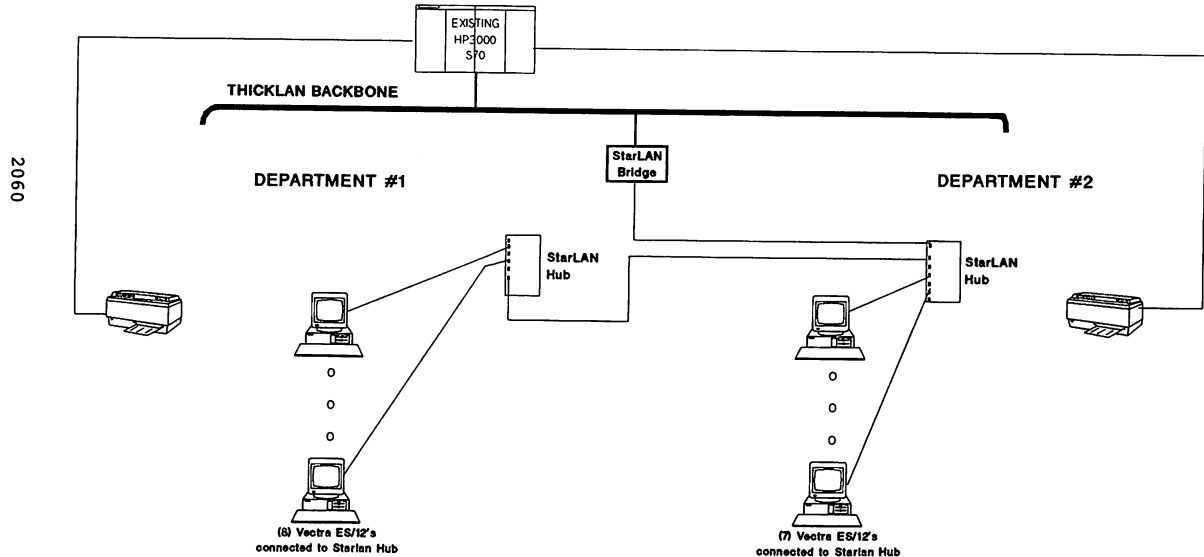 EXISTING
HP3000
S70
THICKLAN BACKBONE
StarLAN
Bridge
2060
DEPARTMENT #1
DEPARTMENT #2
StarLAN
Hub
StarLAN
Hub
(8) Vectra ES/12's
connected to Starlan Hub
(7) Vectra ES/12's
connected to Starlan Hub